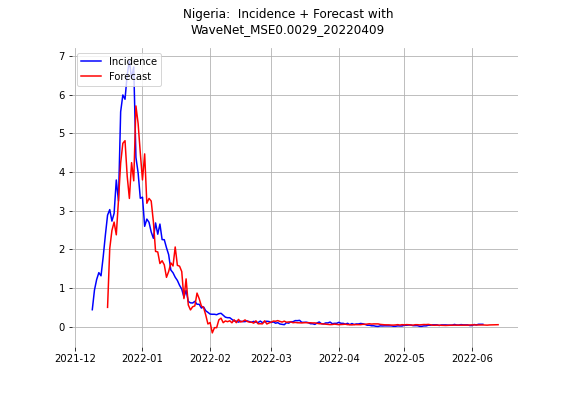 Nigeria:  Incidence + Forecast with
WaveNet_MSE0.0029_20220409
7
Incidence
Forecast
6
5
4
3
2
1
0
2021-12 2022-01 2022-02 2022-03 2022-04 2022-05 2022-06